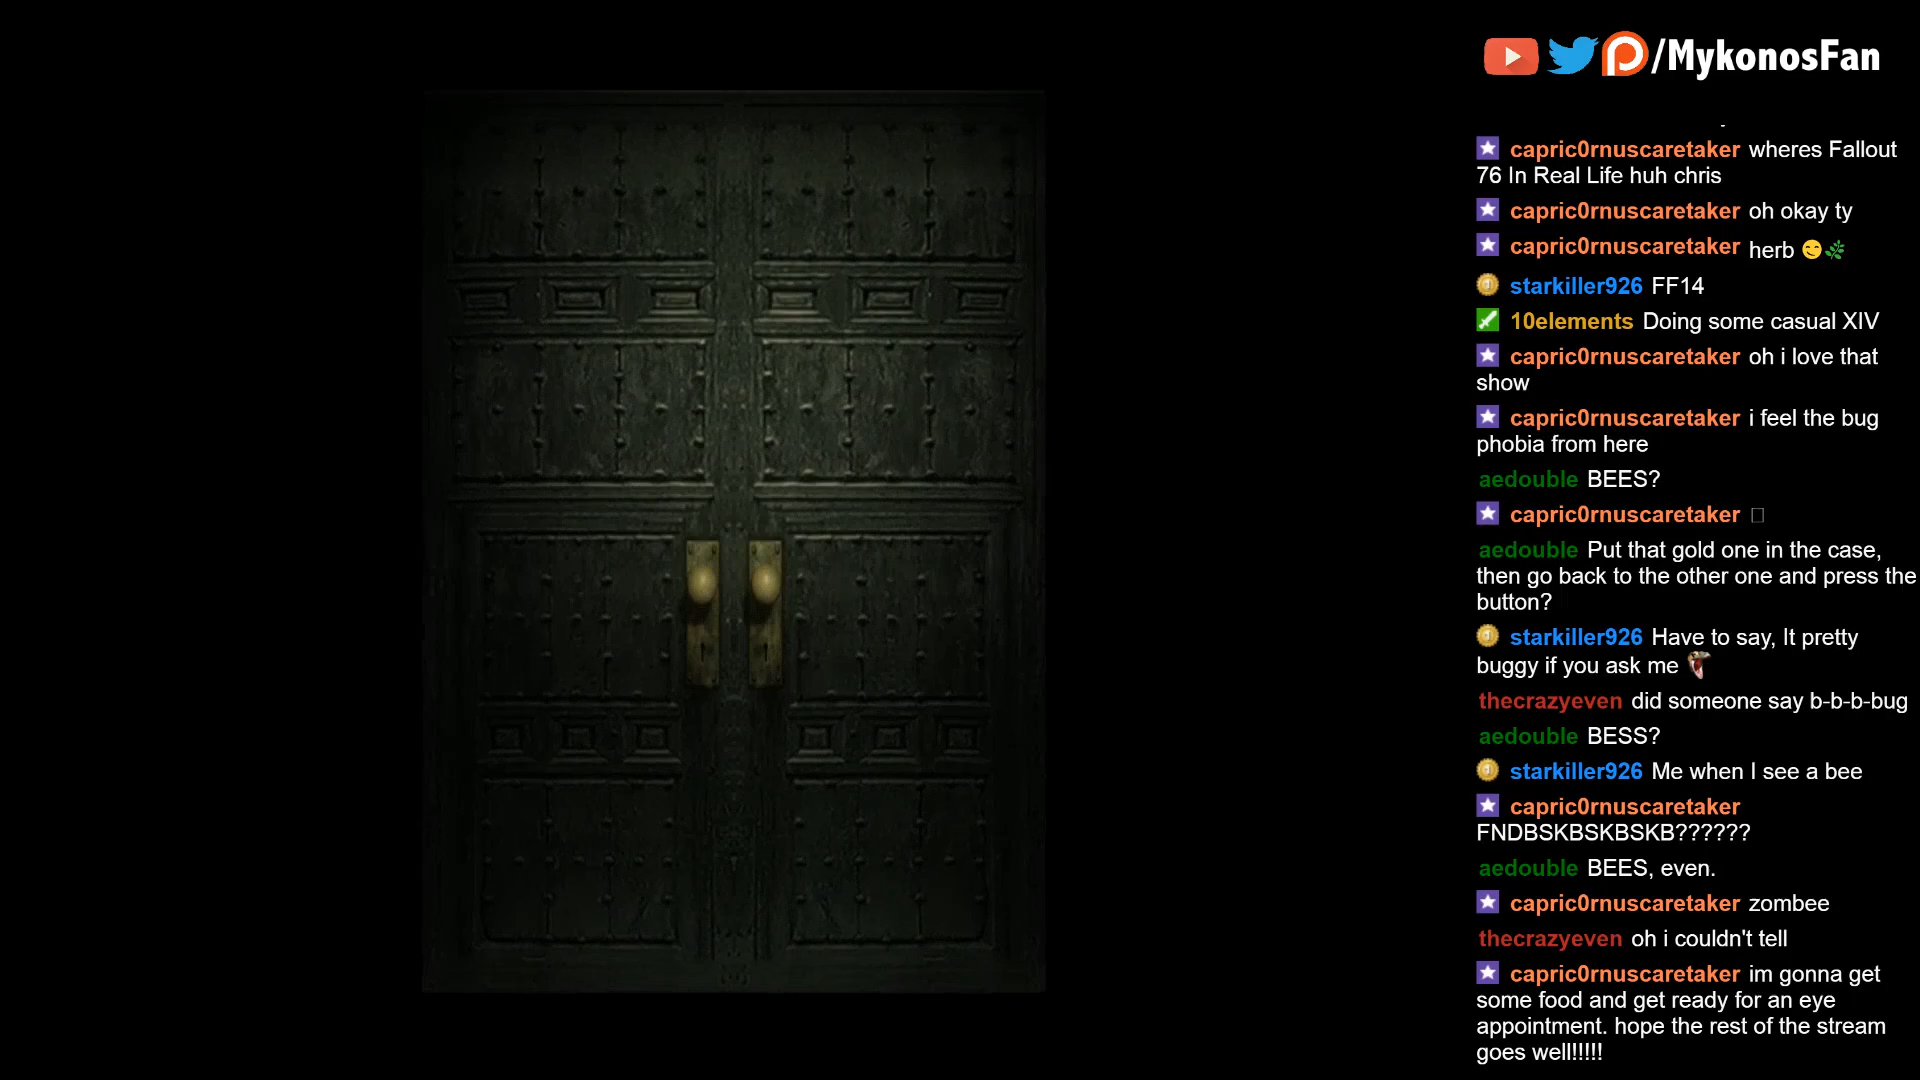 /MykonosFan
capric0rnuscaretaker wheres Fallout
76 In Real Life huh chris
capric0rnuscaretaker oh okay ty
capric0rnuscaretaker herb 😋🌿
starkiller926 FF14
10elements Doing some casual XIV
capric0rnuscaretaker oh i love that
show
capric0rnuscaretaker i feel the bug
phobia from here
aedouble BEES?
capric0rnuscaretaker
aedouble Put that gold one in the case,
then go back to the other one and press the
button?
starkiller926 Have to say, It pretty
buggy if you ask me
thecrazyeven did someone say b-b-b-bug
aedouble BESS?
starkiller926 Me when I see a bee
capric0rnuscaretaker
FNDBSKBSKBSKB??????
aedouble BEES, even.
capric0rnuscaretaker zombee
thecrazyeven oh i couldn't tell
capric0rnuscaretaker im gonna get
some food and get ready for an eye
appointment. hope the rest of the stream
goes well!!!!!